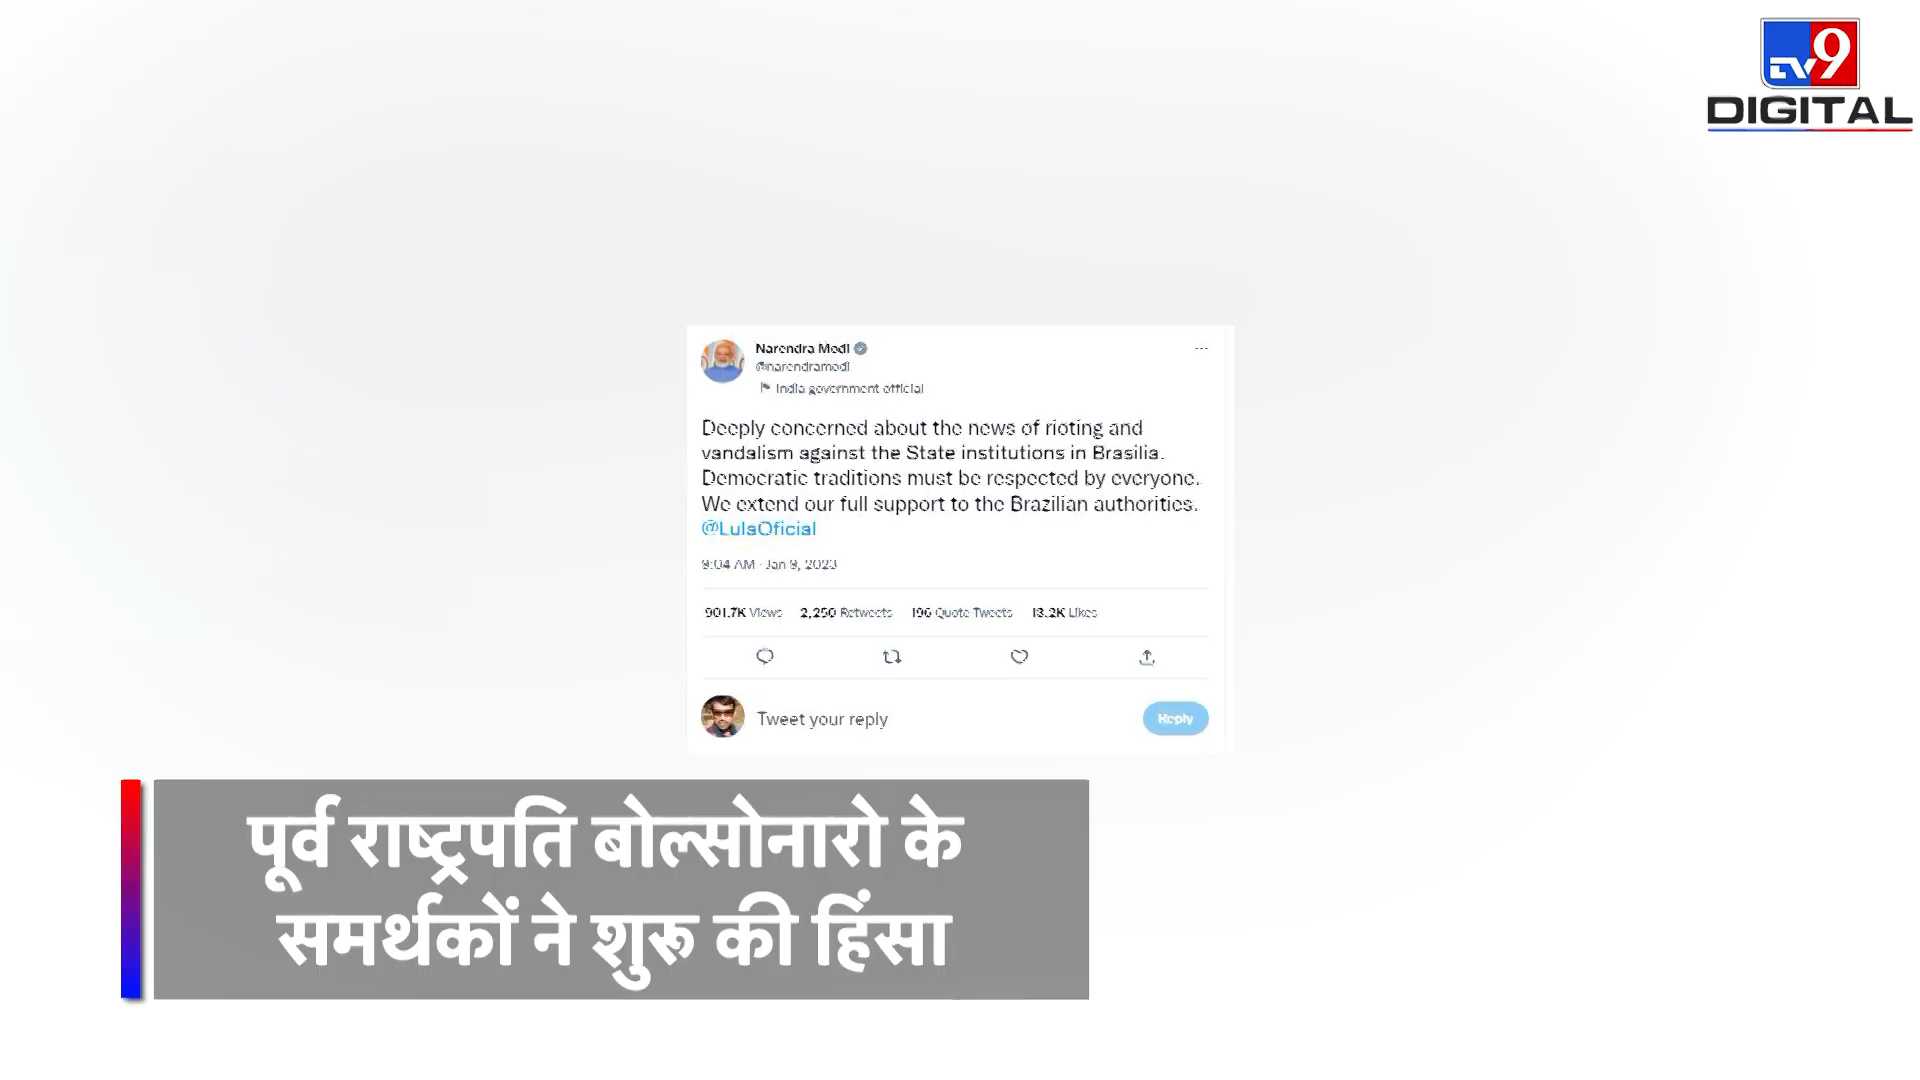 TV9
DIGITAL
Narendra Modi
@narendramodi
India government official
Deeply concerned about the news of rioting and
vandalism against the State institutions in Brasilia.
Democratic traditions must be respected by everyone.
We extend our full support to the Brazilian authorities.
@LulaOficial
9:04 AM · Jan 9, 2023
901.7K Views 2,250 Retweets 196 Quote Tweets 18.2K Likes
Tweet your reply
Reply
पूर्व राष्ट्रपति बोल्सोनारो के
समर्थकों ने शुरू की हिंसा